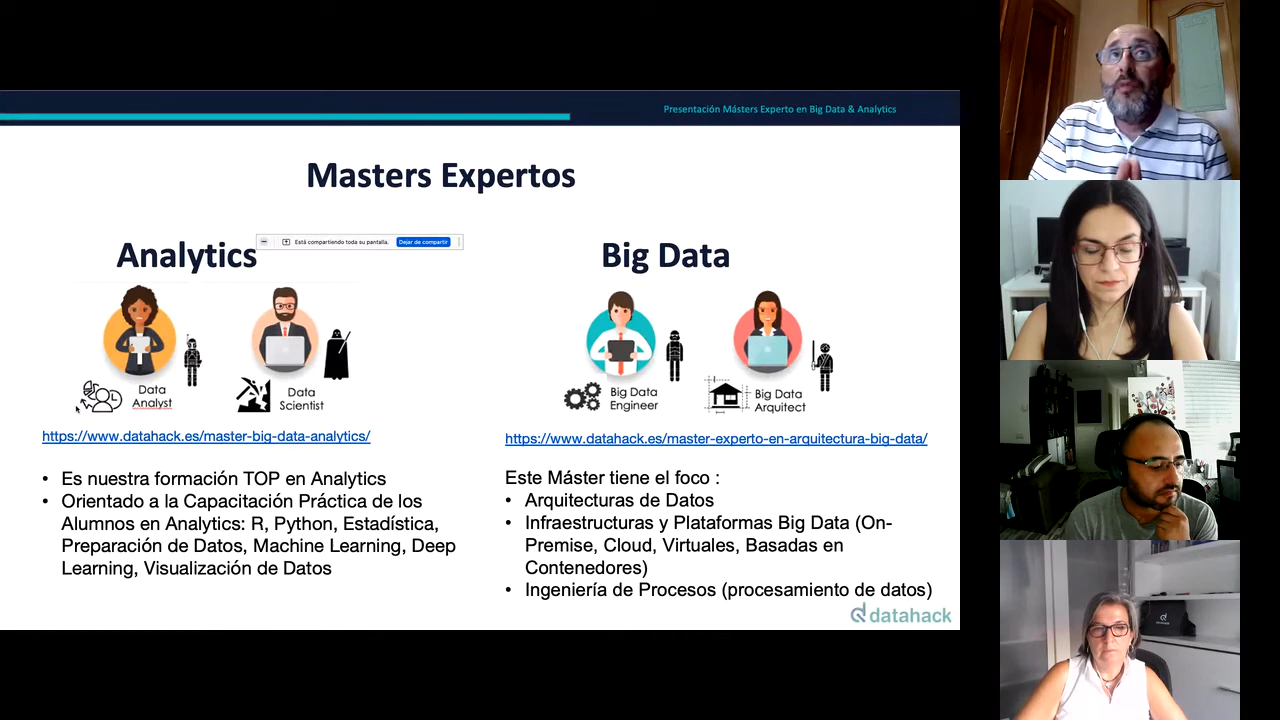 Presentación Másters Experto en Big Data & Analytics
Masters Expertos
Analytics
Está compartiendo toda su pantalla.
Dejar de compartir
Big Data
Data
Analyst
Data
Scientist
Big Data
Engineer
Big Data
Arquitect
https://www.datahack.es/master-big-data-analytics/
https://www.datahack.es/master-experto-en-arquitectura-big-data/
• Es nuestra formación TOP en Analytics
• Orientado a la Capacitación Práctica de los
Alumnos en Analytics: R, Python, Estadística,
Preparación de Datos, Machine Learning, Deep
Learning, Visualización de Datos
Este Máster tiene el foco :
• Arquitecturas de Datos
• Infraestructuras y Plataformas Big Data (On-
Premise, Cloud, Virtuales, Basadas en
Contenedores)
• Ingeniería de Procesos (procesamiento de datos)
datahack